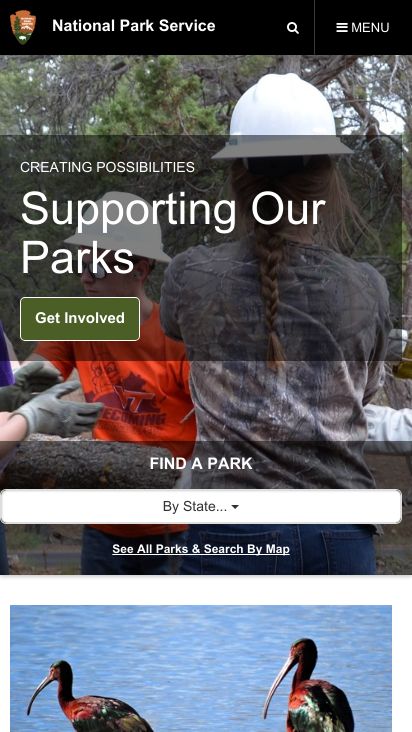 National Park Service
MENU
CREATING POSSIBILITIES
Supporting Our
Parks
Get Involved
FIND A PARK
By State...
See All Parks & Search By Map